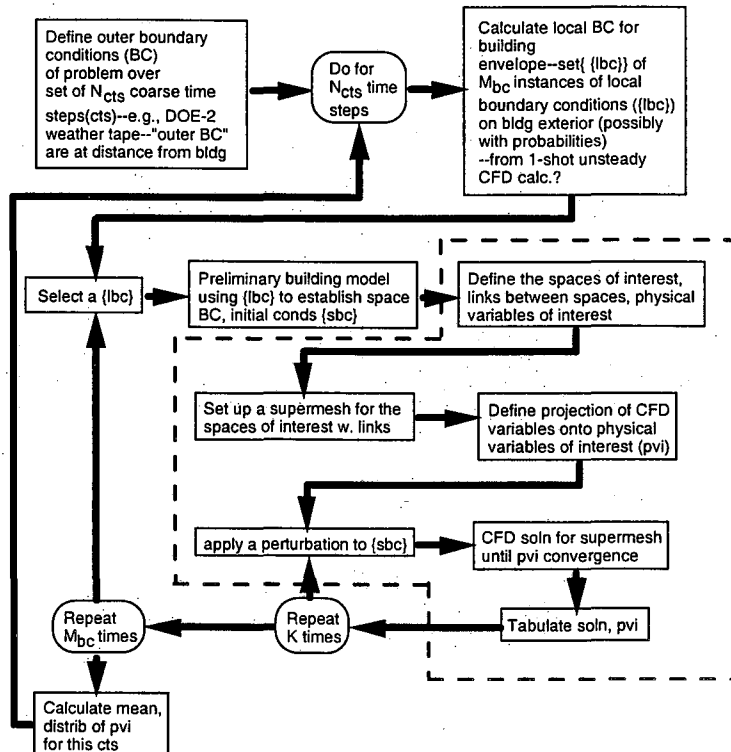 Define outer boundary
conditions (BC)
of problem over
set of Ncts coarse time
steps(cts)--e.g., DOE-2
weather tape--"outer BC"
are at distance from bldg
Do for
Ncts time
steps
Calculate local BC for
building
envelope--set{ {lbc}} of
Mbc instances of local
boundary conditions ({lbc})
on bldg exterior (possibly
with probabilities)
--from 1-shot unsteady
CFD calc.?
Select a {lbc}
Preliminary building model
using {lbc} to establish space
BC, initial conds {sbc}
Define the spaces of interest,
links between spaces, physical
variables of interest
Set up a supermesh for the
spaces of interest w. links
Define projection of CFD
variables onto physical
variables of interest (pvi)
apply a perturbation to {sbc}
CFD soln for supermesh
until pvi convergence
Tabulate soln, pvi
Repeat
K times
Repeat
Mbc times
Calculate mean,
distrib of pvi
for this cts